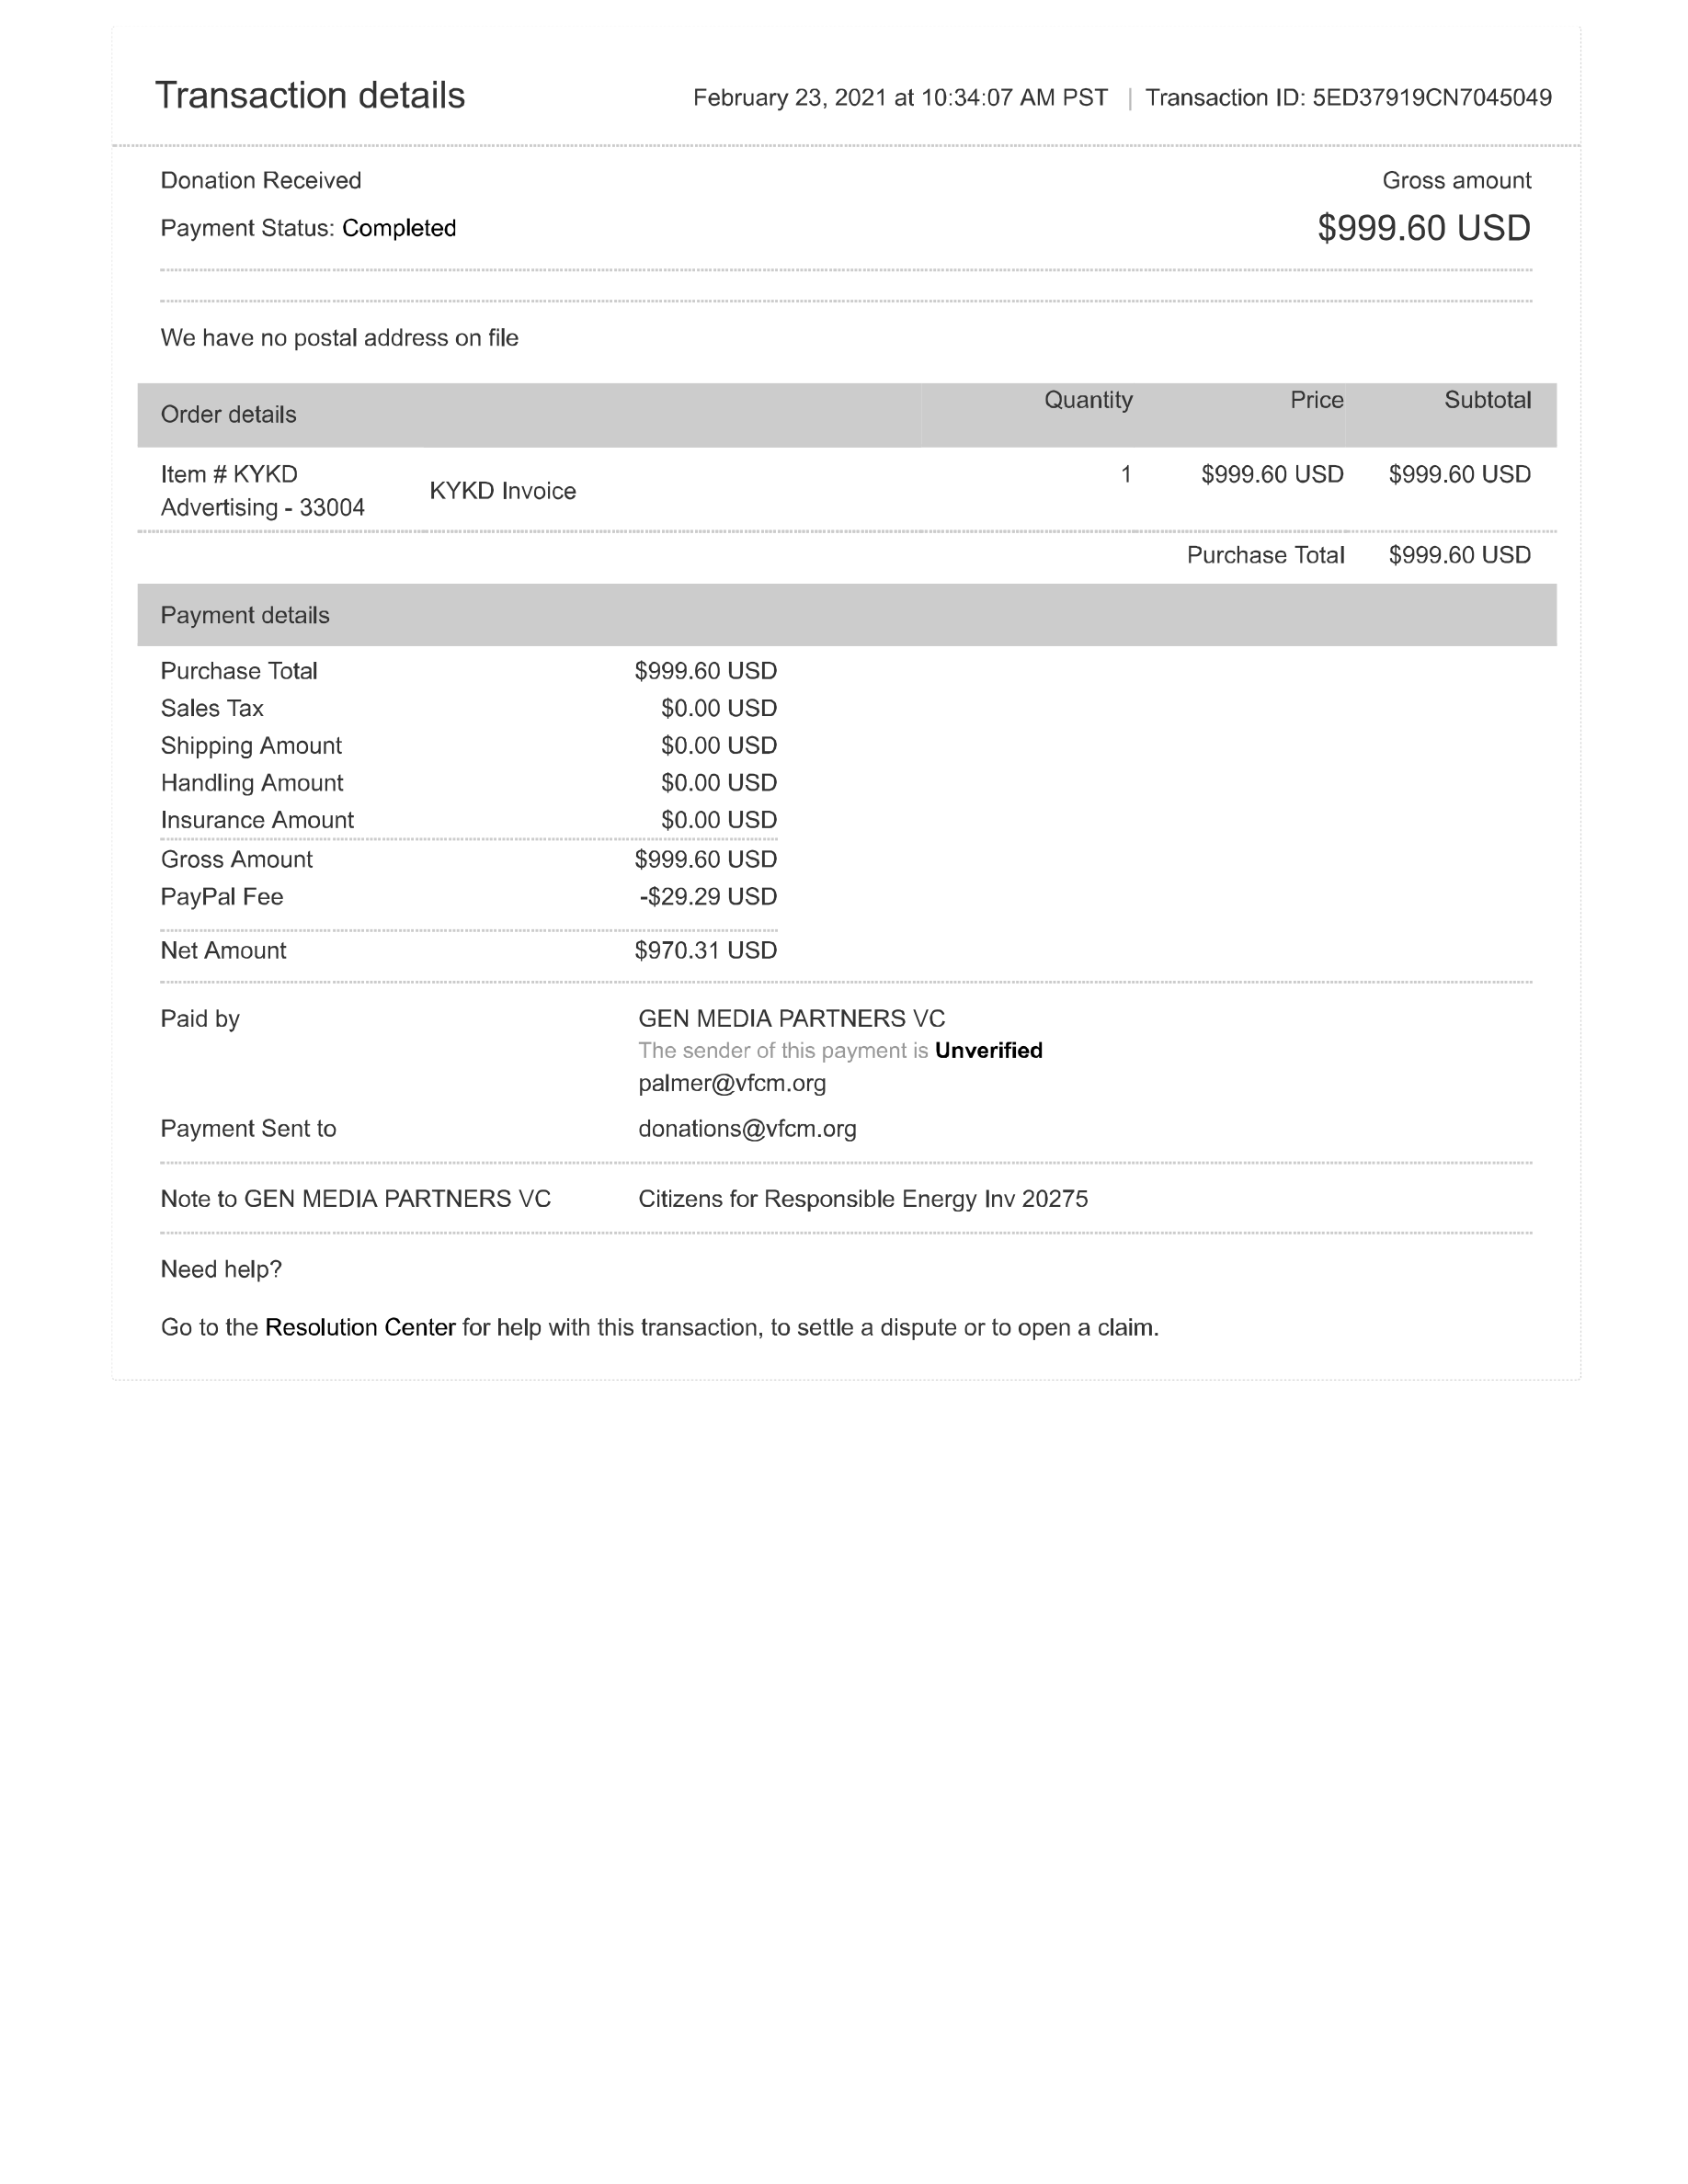 Transaction details
February 23, 2021 at 10:34:07 AM PST | Transaction ID: 5ED37919CN7045049
Donation Received Gross amount
Payment Status: Completed $999.60 USD
We have no postal address on file
Order details Quantity Price Subtotal
Item # KYKD
Advertising - 33004 KYKD Invoice 1 $999.60 USD $999.60 USD
Purchase Total $999.60 USD
Payment details
Purchase Total $999.60 USD
Sales Tax $0.00 USD
Shipping Amount $0.00 USD
Handling Amount $0.00 USD
Insurance Amount $0.00 USD
Gross Amount $999.60 USD
PayPal Fee -$29.29 USD
Net Amount $970.31 USD
Paid by GEN MEDIA PARTNERS VC
The sender of this payment is Unverified
palmer@vfcm.org
Payment Sent to donations@vfcm.org
Note to GEN MEDIA PARTNERS VC Citizens for Responsible Energy Inv 20275
Need help?
Go to the Resolution Center for help with this transaction, to settle a dispute or to open a claim.